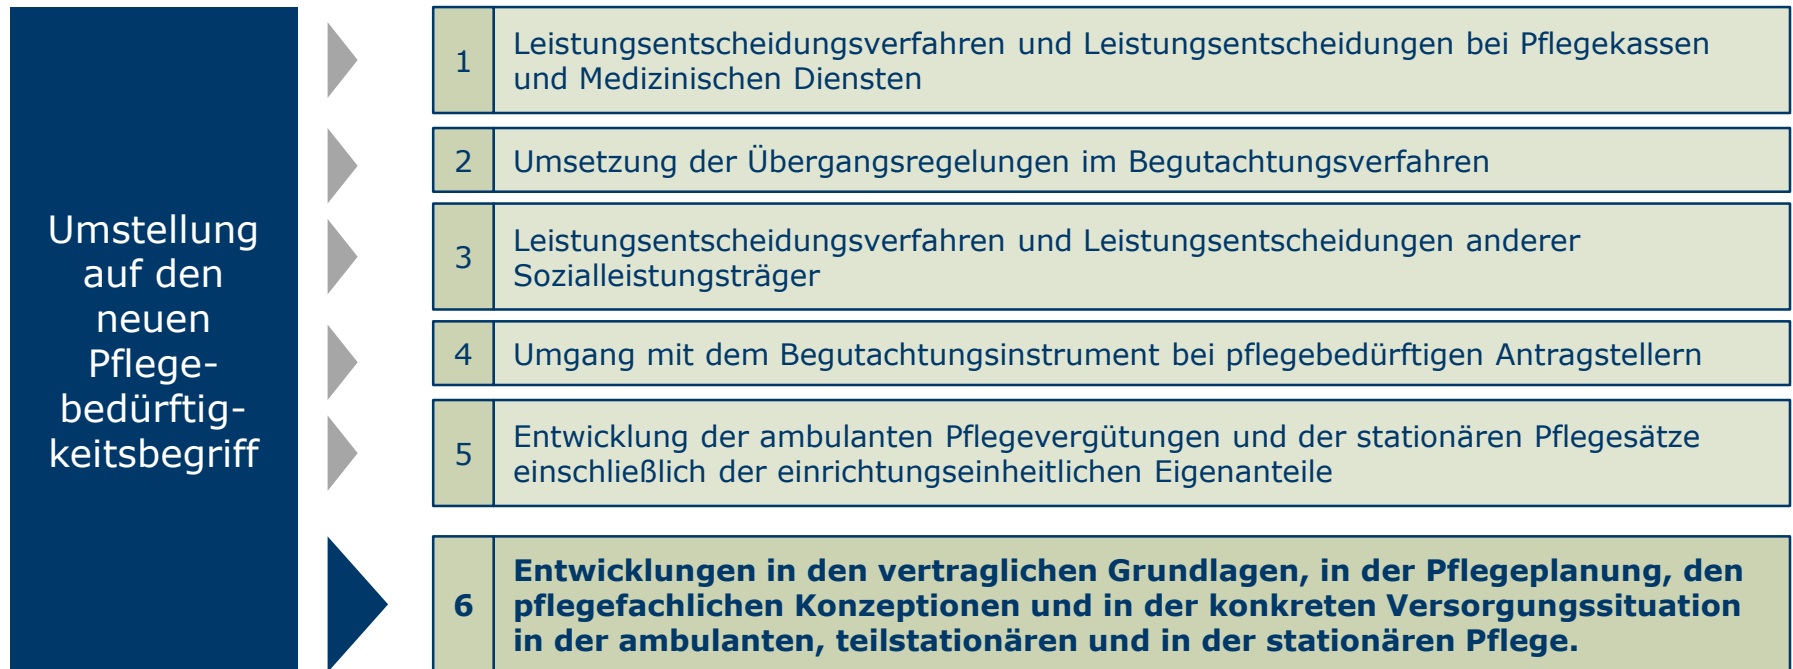 Umstellung
auf den
neuen
Pflege-
bedürftig-
keitsbegriff
1
Leistungsentscheidungsverfahren und Leistungsentscheidungen bei Pflegekassen
und Medizinischen Diensten
2
Umsetzung der Übergangsregelungen im Begutachtungsverfahren
3
Leistungsentscheidungsverfahren und Leistungsentscheidungen anderer
Sozialleistungsträger
4
Umgang mit dem Begutachtungsinstrument bei pflegebedürftigen Antragstellern
5
Entwicklung der ambulanten Pflegevergütungen und der stationären Pflegesätze
einschließlich der einrichtungseinheitlichen Eigenanteile
6
Entwicklungen in den vertraglichen Grundlagen, in der Pflegeplanung, den
pflegefachlichen Konzeptionen und in der konkreten Versorgungssituation
in der ambulanten, teilstationären und in der stationären Pflege.